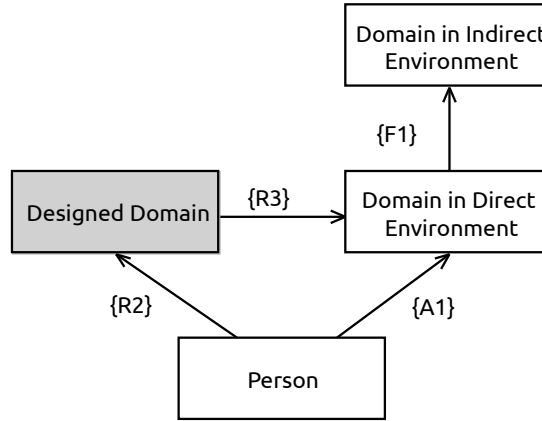 Domain in Indirect
Environment
{F1}
Designed Domain
{R3}
Domain in Direct
Environment
{R2}
{A1}
Person